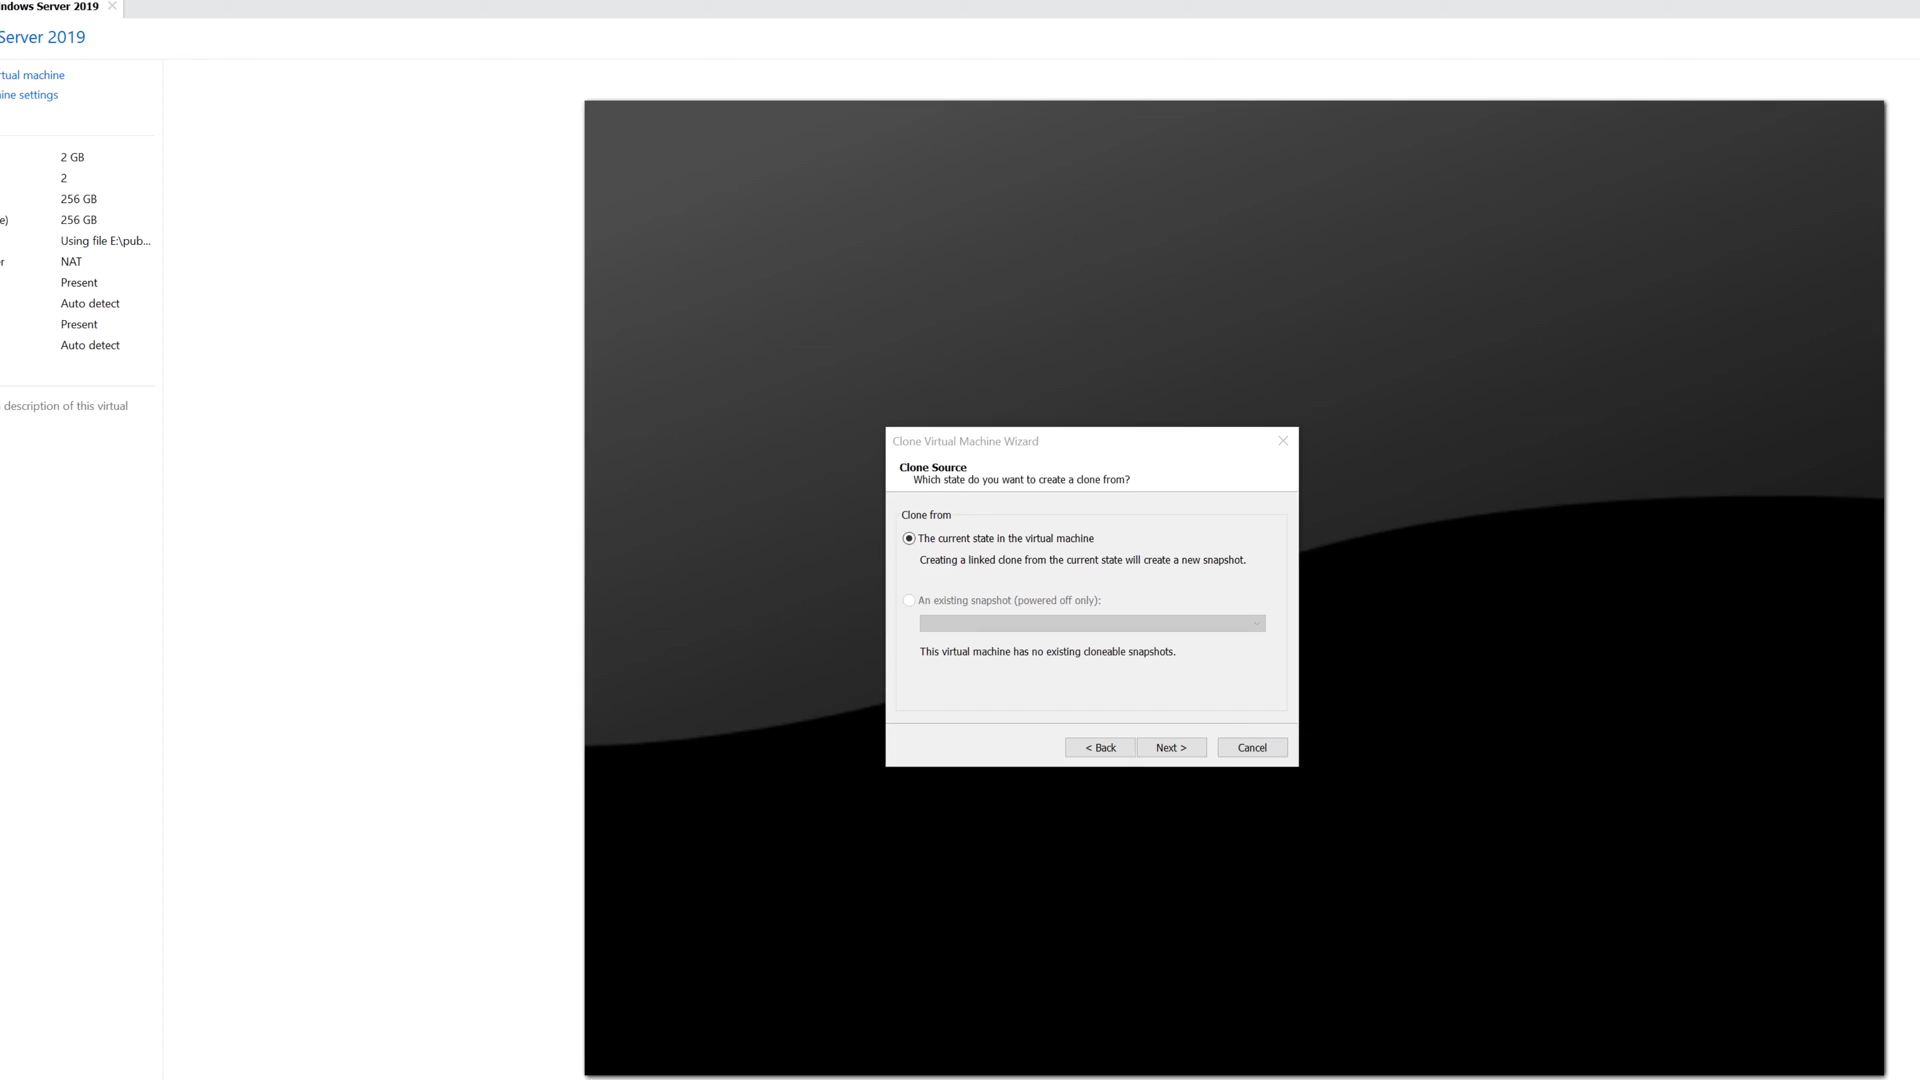 ndows Server 2019
Server 2019
rtual machine
ine settings
2 GB
2
256 GB
e) 256 GB
Using file E:\pub...
r NAT
Present
Auto detect
Present
Auto detect
description of this virtual
Clone Virtual Machine Wizard
Clone Source
Which state do you want to create a clone from?
Clone from
The current state in the virtual machine
Creating a linked clone from the current state will create a new snapshot.
An existing snapshot (powered off only):
This virtual machine has no existing cloneable snapshots.
< Back Next > Cancel